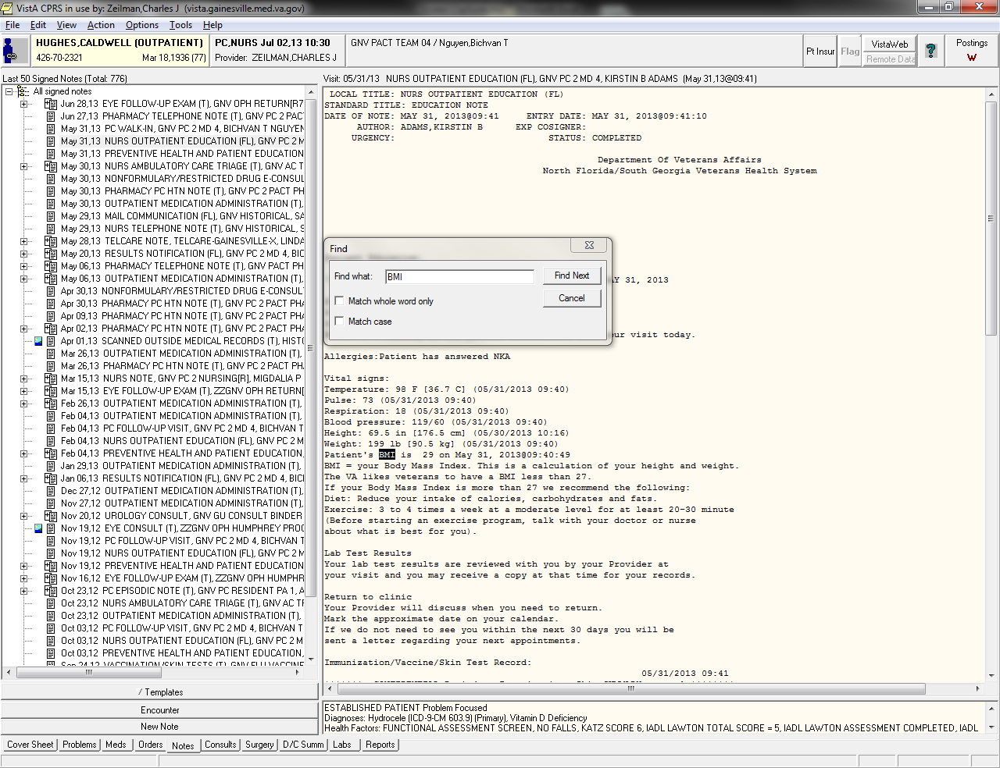 VistA CPRS in use by: Zeilman,Charles J (vista.gainesville.med.va.gov)
File Edit View Action Options Tools Help
HUGHES,CALDWELL (OUTPATIENT)
426-70-2321 Mar 18,1936 (77)
PC,NURS Jul 02,13 10:30
Provider: ZEILMAN,CHARLES J
GNV PACT TEAM 04 / Nguyen,Bichvan T
Pt Insur
Flag
VistaWeb
Remote Data
?
Postings
W
Last 50 Signed Notes (Total: 776)
All signed notes
Jun 28,13 EYE FOLLOW-UP EXAM (T), GNV OPH RETURN[R7
Jun 27,13 PHARMACY TELEPHONE NOTE (T), GNV PC 2 PAC
May 31,13 PC WALK-IN, GNV PC 2 MD 4, BICHVAN T NGUYEN
May 31,13 NURS OUTPATIENT EDUCATION (FL), GNV PC 2 M
May 31,13 PREVENTIVE HEALTH AND PATIENT EDUCATION
May 30,13 NURS AMBULATORY CARE TRIAGE (T), GNV AC T
May 30,13 NONFORMULARY/RESTRICTED DRUG E-CONSUL
May 30,13 PHARMACY PC HTN NOTE (T), GNV PC 2 PACT PH
May 30,13 OUTPATIENT MEDICATION ADMINISTRATION (T),
May 29,13 MAIL COMMUNICATION (FL), GNV HISTORICAL, SA
May 29,13 NURS TELEPHONE NOTE (T), GNV HISTORICAL, S
May 28,13 TELCARE NOTE, TELCARE-GAINESVILLE-X, LINDA
May 20,13 RESULTS NOTIFICATION (FL), GNV PC 2 MD 4, BIC
May 06,13 PHARMACY TELEPHONE NOTE (T), GNV PACT PH
May 06,13 OUTPATIENT MEDICATION ADMINISTRATION (T),
Apr 30,13 NONFORMULARY/RESTRICTED DRUG E-CONSUL
Apr 30,13 PHARMACY PC HTN NOTE (T), GNV PC 2 PACT PHA
Apr 09,13 PHARMACY PC HTN NOTE (T), GNV PC 2 PACT PHA
Apr 02,13 PHARMACY PC HTN NOTE (T), GNV PC 2 PACT PHA
Apr 01,13 SCANNED OUTSIDE MEDICAL RECORDS (T), HISTO
Mar 26,13 OUTPATIENT MEDICATION ADMINISTRATION (T),
Mar 26,13 PHARMACY PC HTN NOTE (T), GNV PC 2 PACT PH
Mar 15,13 NURS NOTE, GNV PC 2 NURSING[R], MIGDALIA P
Mar 15,13 EYE FOLLOW-UP EXAM (T), ZZGNV OPH RETURN[
Feb 26,13 OUTPATIENT MEDICATION ADMINISTRATION (T),
Feb 04,13 OUTPATIENT MEDICATION ADMINISTRATION (T),
Feb 04,13 PC FOLLOW-UP VISIT, GNV PC 2 MD 4, BICHVAN T
Feb 04,13 NURS OUTPATIENT EDUCATION (FL), GNV PC 2 M
Feb 04,13 PREVENTIVE HEALTH AND PATIENT EDUCATION
Jan 29,13 OUTPATIENT MEDICATION ADMINISTRATION (T),
Jan 06,13 RESULTS NOTIFICATION (FL), GNV PC 2 MD 4, BIC
Dec 27,12 OUTPATIENT MEDICATION ADMINISTRATION (T),
Nov 27,12 OUTPATIENT MEDICATION ADMINISTRATION (T),
Nov 20,12 UROLOGY CONSULT, GNV GU CONSULT BINDER
Nov 19,12 EYE CONSULT (T), ZZGNV OPH HUMPHREY PROC
Nov 19,12 PC FOLLOW-UP VISIT, GNV PC 2 MD 4, BICHVAN T
Nov 19,12 NURS OUTPATIENT EDUCATION (FL), GNV PC 2 M
Nov 19,12 PREVENTIVE HEALTH AND PATIENT EDUCATION
Nov 16,12 EYE FOLLOW-UP EXAM (T), ZZGNV OPH HUMPHR
Oct 23,12 PC EPISODIC NOTE (T), GNV PC RESIDENT PA 1, A
Oct 23,12 NURS AMBULATORY CARE TRIAGE (T), GNV AC TF
Oct 23,12 OUTPATIENT MEDICATION ADMINISTRATION (T),
Oct 03,12 PC FOLLOW-UP VISIT, GNV PC 2 MD 4, BICHVAN T
Oct 03,12 NURS OUTPATIENT EDUCATION (FL), GNV PC 2 M
Oct 03,12 PREVENTIVE HEALTH AND PATIENT EDUCATION,
Sep 24,12 VACCINATION/SKIN TESTS (T), GNV FLU VACCINE
/ Templates
Encounter
New Note
Visit: 05/31/13 NURS OUTPATIENT EDUCATION (FL), GNV PC 2 MD 4, KIRSTIN B ADAMS (May 31,13@09:41)
LOCAL TITLE: NURS OUTPATIENT EDUCATION (FL)
STANDARD TITLE: EDUCATION NOTE
DATE OF NOTE: MAY 31, 2013@09:41 ENTRY DATE: MAY 31, 2013@09:41:10
AUTHOR: ADAMS,KIRSTIN B EXP COSIGNER:
URGENCY: STATUS: COMPLETED
Department Of Veterans Affairs
North Florida/South Georgia Veterans Health System
Find
Find what: BMI Find Next
Match whole word only Cancel
Match case
AY 31, 2013
our visit today.
Allergies:Patient has answered NKA
Vital signs:
Temperature: 98 F [36.7 C] (05/31/2013 09:40)
Pulse: 73 (05/31/2013 09:40)
Respiration: 18 (05/31/2013 09:40)
Blood pressure: 119/60 (05/31/2013 09:40)
Height: 69.5 in [176.5 cm] (05/30/2013 10:16)
Weight: 199 lb [90.5 kg] (05/31/2013 09:40)
Patient's BMI is 29 on May 31, 2013@09:40:49
BMI = your Body Mass Index. This is a calculation of your height and weight.
The VA likes veterans to have a BMI less than 27.
If your Body Mass Index is more than 27 we recommend the following:
Diet: Reduce your intake of calories, carbohydrates and fats.
Exercise: 3 to 4 times a week at a moderate level for at least 20-30 minute
(Before starting an exercise program, talk with your doctor or nurse
about what is best for you).
Lab Test Results
Your lab test results are reviewed with you by your Provider at
your visit and you may receive a copy at that time for your records.
Return to clinic
Your Provider will discuss when you need to return.
Mark the approximate date on your calendar.
If we do not need to see you within the next 30 days you will be
sent a letter regarding your next appointments.
Immunization/Vaccine/Skin Test Record:
05/31/2013 09:41
ESTABLISHED PATIENT Problem Focused
Diagnoses: Hydrocele (ICD-9-CM 603.9) (Primary), Vitamin D Deficiency
Health Factors: FUNCTIONAL ASSESSMENT SCREEN, NO FALLS, KATZ SCORE 6, IADL LAWTON TOTAL SCORE = 5, IADL LAWTON ASSESSMENT COMPLETED, IADL
Cover Sheet Problems Meds Orders Notes Consults Surgery D/C Summ Labs Reports